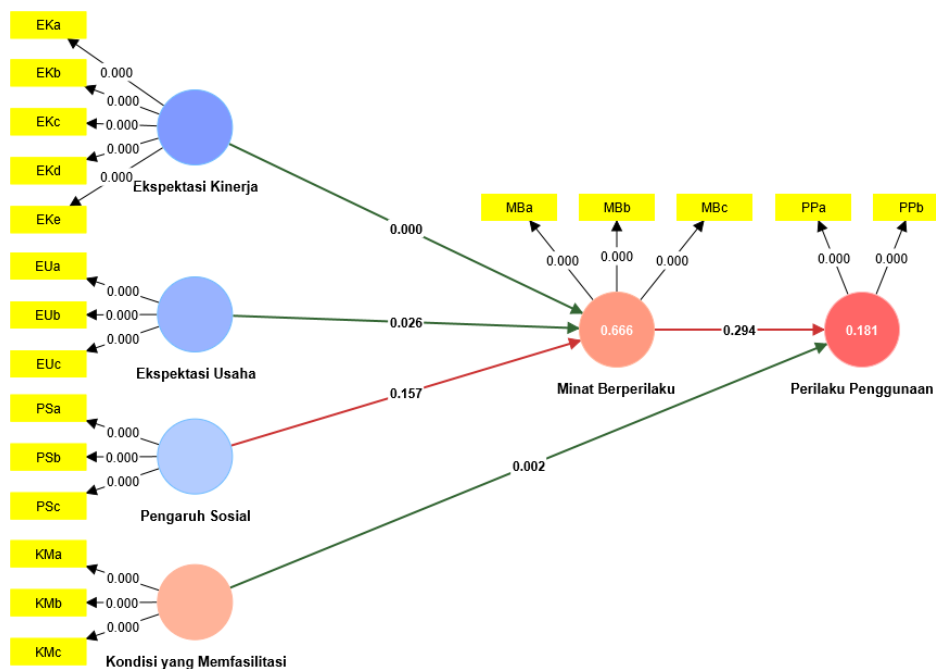 EKa
0.000
EKb
0.000
EKc
0.000
EKd
0.000
EKe
0.000
Ekspektasi Kinerja
EUa
0.000
EUb
0.000
EUc
0.000
Ekspektasi Usaha
PSa
0.000
PSb
0.000
PSc
0.000
Pengaruh Sosial
KMa
0.000
KMb
0.000
KMc
0.000
Kondisi yang Memfasilitasi
0.000
0.026
0.157
0.002
MBa
MBb
MBc
0.000
0.000
0.000
0.666
Minat Berperilaku
0.294
PPa
PPb
0.000
0.000
0.181
Perilaku Penggunaan